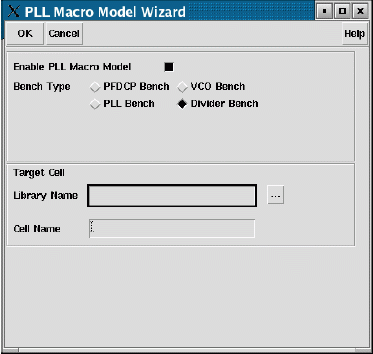 PLL Macro Model Wizard
OK Cancel Help
Enable PLL Macro Model
Bench Type PFDCP Bench VCO Bench
PLL Bench Divider Bench
Target Cell
Library Name ...
Cell Name